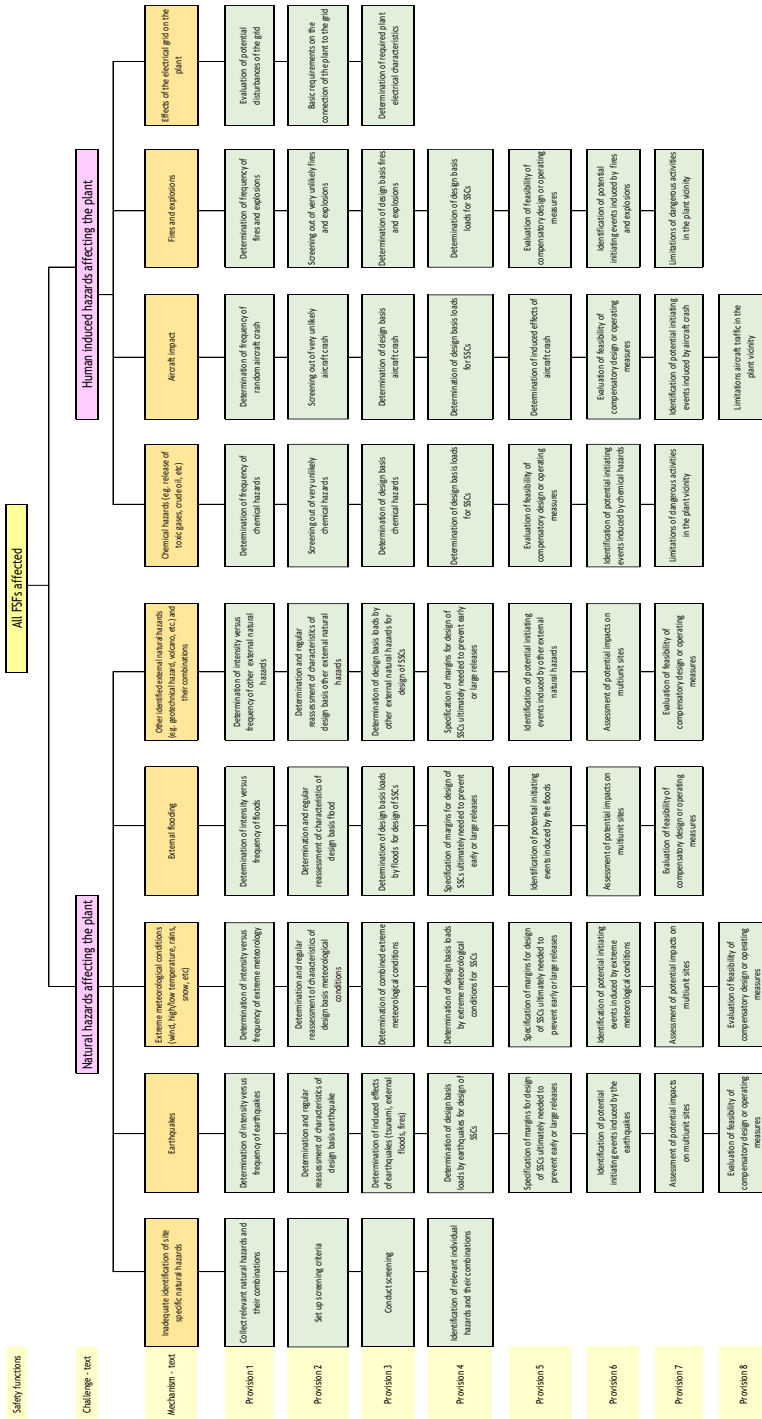 Safety functions
All FSFs affected
Challenge - text
Natural hazards affecting the plant
Human induced hazards affecting the plant
Mechanism - text
Inadequate identification of site
specific natural hazards
Earthquakes
Extreme meteorological conditions
(wind, high/low temperature, rains,
snow, etc)
External flooding
Other identified external natural hazards
(e.g. geotechnical hazard, volcano, etc.) and
their combinations
Chemical hazards (e.g. release of
toxic gases, crude oil, etc)
Aircraft impact
Fires and explosions
Effects of the electrical grid on the
plant
Provision 1
Collect relevant natural hazards and
their combinations
Determination of intensity versus
frequency of earthquakes
Determination of intensity versus
frequency of extreme meteorology
Determination of intensity versus
frequency of floods
Determination of intensity versus
frequency of other external natural
hazards
Determination of frequency of
chemical hazards
Determination of frequency of
random aircraft crash
Determination of frequency of
fires and explosions
Evaluation of potential
disturbances of the grid
Provision 2
Set up screening criteria
Determination and regular
reassessment of characteristics of
design basis earthquake
Determination and regular
reassessment of characteristics of
design basis meteorological
conditions
Determination and regular
reassessment of characteristics of
design basis flood
Determination and regular
reassessment of characteristics of
design basis other external natural
hazards
Screening out of very unlikely
chemical hazards
Screening out of very unlikely
aircraft crash
Screening out of very unlikely fires
and explosions
Basic requirements on the
connection of the plant to the grid
Provision 3
Conduct screening
Determination of induced effects
of earthquakes (tsunami, external
floods, fires)
Determination of combined extreme
meteorological conditions
Determination of design basis loads
by floods for design of SSCs
Determination of design basis loads by
other external natural hazards for
design of SSCs
Determination of design basis
chemical hazards
Determination of design basis
aircraft crash
Determination of design basis fires
and explosions
Determination of required plant
electrical characteristics
Provision 4
Identification of relevant individual
hazards and their combinations
Determination of design basis
loads by earthquakes for design of
SSCs
Determination of design basis loads
by extreme meteorological
conditions for SSCs
Specification of margins for design of
SSCs ultimately needed to prevent
early or large releases
Specification of margins for design of
SSCs ultimately needed to prevent early
or large releases
Determination of design basis loads
for SSCs
Determination of design basis loads
for SSCs
Determination of design basis
loads for SSCs
Provision 5
Specification of margins for design
of SSCs ultimately needed to
prevent early or large releases
Specification of margins for design
of SSCs ultimately needed to
prevent early or large releases
Identification of potential initiating
events induced by the floods
Identification of potential initiating
events induced by other external
natural hazards
Evaluation of feasibility of
compensatory design or operating
measures
Determination of induced effects of
aircraft crash
Evaluation of feasibility of
compensatory design or operating
measures
Provision 6
Identification of potential
initiating events induced by the
earthquakes
Identification of potential initiating
events induced by extreme
meteorological conditions
Assessment of potential impacts on
multiunit sites
Assessment of potential impacts on
multiunit sites
Identification of potential initiating
events induced by chemical hazards
Evaluation of feasibility of
compensatory design or operating
measures
Identification of potential
initiating events induced by fires
and explosions
Provision 7
Assessment of potential impacts
on multiunit sites
Assessment of potential impacts on
multiunit sites
Evaluation of feasibility of
compensatory design or operating
measures
Evaluation of feasibility of
compensatory design or operating
measures
Limitations of dangerous activities
in the plant vicinity
Identification of potential initiating
events induced by aircraft crash
Limitations of dangerous activities
in the plant vicinity
Provision 8
Evaluation of feasibility of
compensatory design or operating
measures
Evaluation of feasibility of
compensatory design or operating
measures
Limitations aircraft traffic in the
plant vicinity